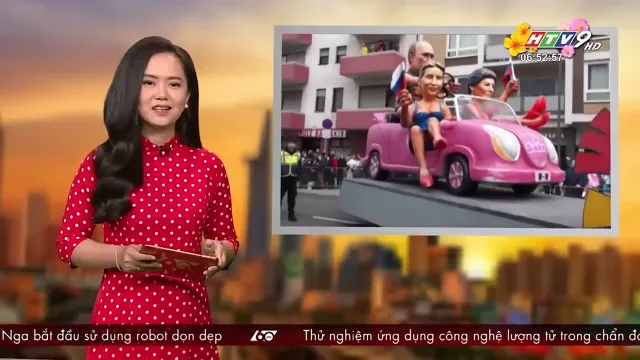 HTV9 HD
06:52:57
Nga bắt đầu sử dụng robot dọn dẹp
Thử nghiệm ứng dụng công nghệ lượng tử trong chẩn đo